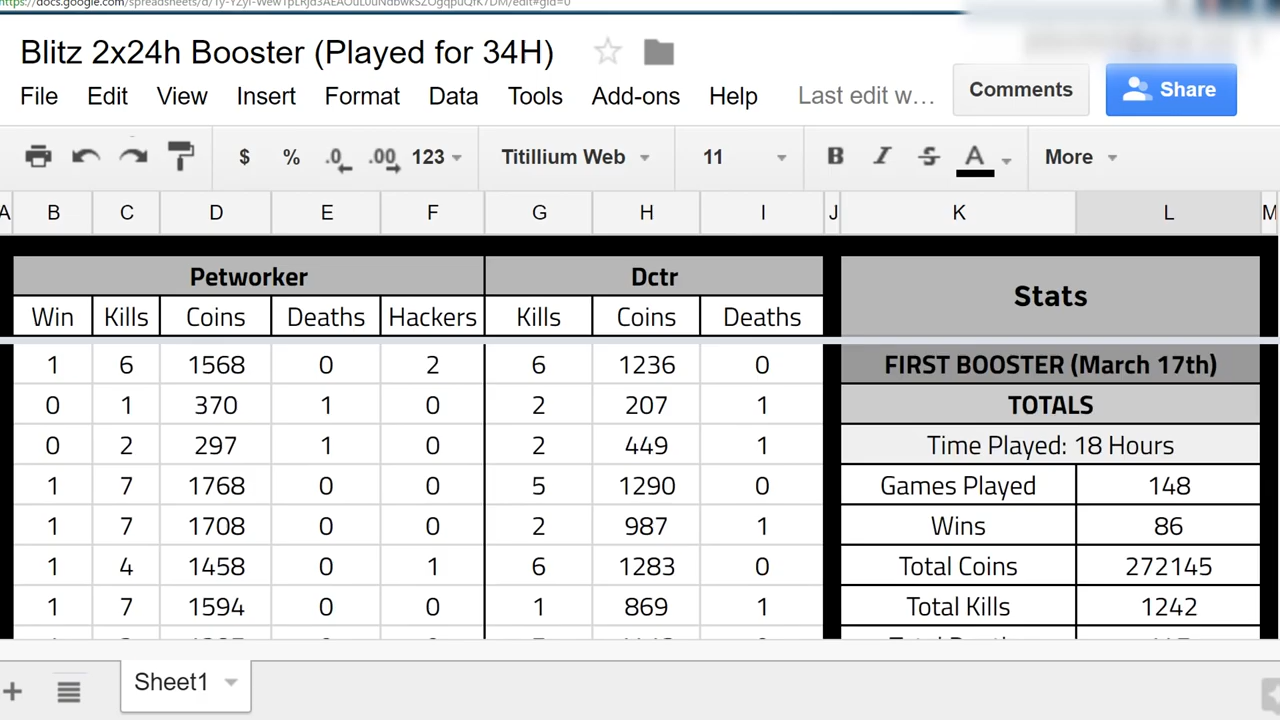 Blitz 2x24h Booster (Played for 34H)
File Edit View Insert Format Data Tools Add-ons Help Last edit w... Comments Share
$ % .0 .00 123 Titillium Web 11 B I S A More
A B C D E F G H I J K L M
Petworker Dctr Stats
Win Kills Coins Deaths Hackers Kills Coins Deaths
1 6 1568 0 2 6 1236 0 FIRST BOOSTER (March 17th)
0 1 370 1 0 2 207 1 TOTALS
0 2 297 1 0 2 449 1 Time Played: 18 Hours
1 7 1768 0 0 5 1290 0 Games Played 148
1 7 1708 0 0 2 987 1 Wins 86
1 4 1458 0 1 6 1283 0 Total Coins 272145
1 7 1594 0 0 1 869 1 Total Kills 1242
Sheet1